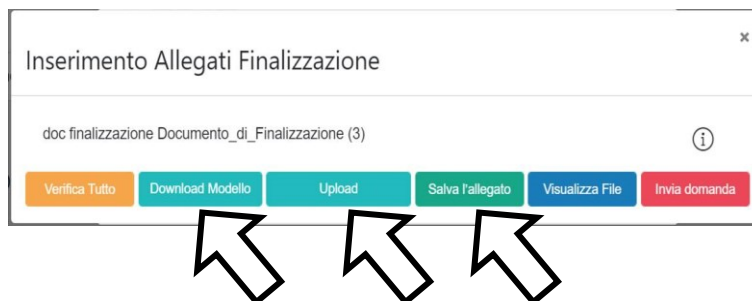 ×
Inserimento Allegati Finalizzazione
doc finalizzazione Documento_di_Finalizzazione (3)
Verifica Tutto Download Modello Upload Salva l'allegato Visualizza File Invia domanda